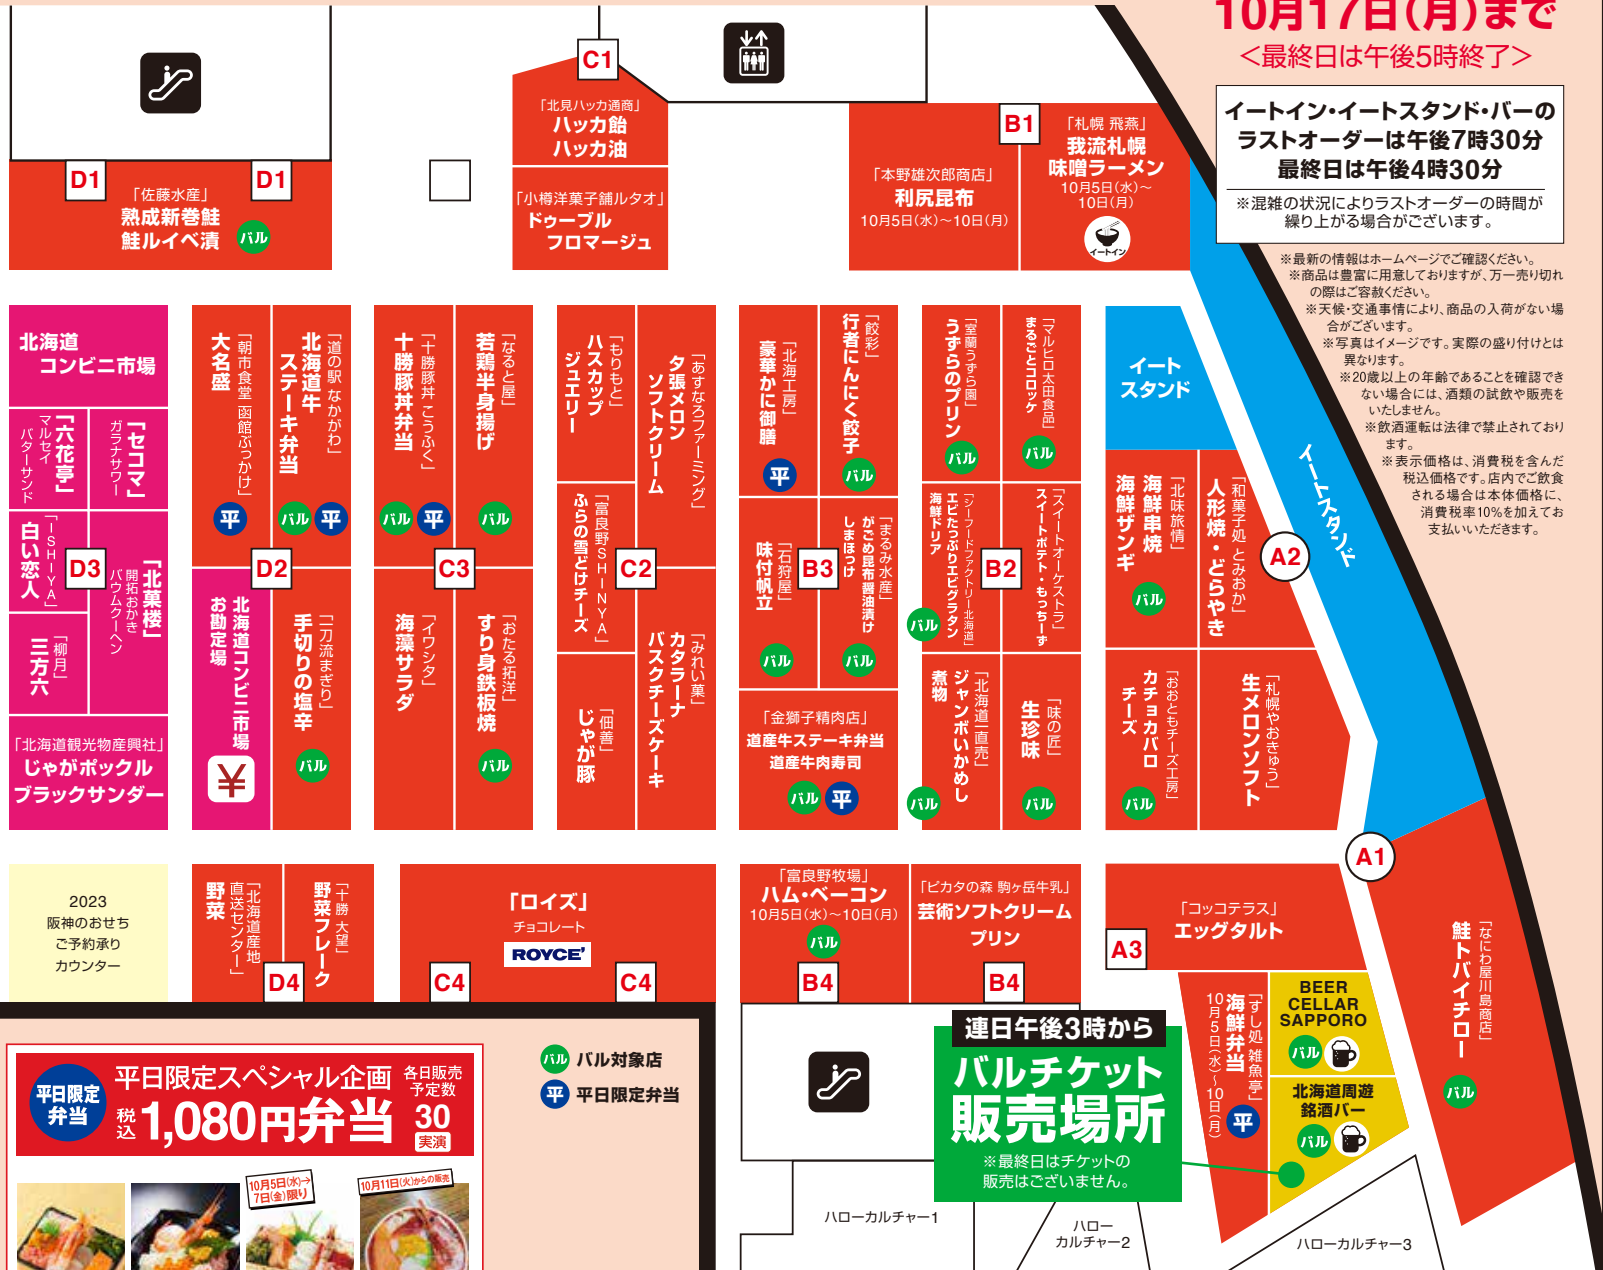 10月17日(月)まで
<最終日は午後5時終了>
イートイン・イートスタンド・バーの
ラストオーダーは午後7時30分
最終日は午後4時30分
※混雑の状況によりラストオーダーの時間が
繰り上がる場合がございます。
※最新の情報はホームページでご確認ください。
※商品は豊富に用意しておりますが、万一売り切れ
の際はご容赦ください。
※天候・交通事情により、商品の入荷がない場
合がございます。
※写真はイメージです。実際の盛り付けとは
異なります。
※20歳以上の年齢であることを確認でき
ない場合には、酒類の試飲や販売を
いたしません。
※飲酒運転は法律で禁止されており
ます。
※表示価格は、消費税を含んだ
税込価格です。店内でご飲食
される場合は本体価格に、
消費税率10%を加えてお
支払いいただきます。
D1
D1
「佐藤水産」
熟成新巻鮭
鮭ルイベ漬
バル
C1
「北見ハッカ通商」
ハッカ飴
ハッカ油
「小樽洋菓子舗ルタオ」
ドゥーブル
フロマージュ
B1
「本野雄次郎商店」
利尻昆布
10月5日(水)~10日(月)
「札幌 飛燕」
我流札幌
味噌ラーメン
10月5日(水)~
10日(月)
イートイン
北海道
コンビニ市場
「六花亭」
マルセイ
バターサンド
「セコマ」
ガラナサワー
「ISHIYA」
白い恋人
D3
「北菓楼」
開拓おかき
バウムクーヘン
「柳月」
三方六
「北海道観光物産興社」
じゃがポックル
ブラックサンダー
「朝市食堂 函館ぶっかけ」
大名盛
平
「道の駅 なかがわ」
北海道牛
ステーキ弁当
バル
平
D2
北海道コンビニ市場
お勘定場
¥
「刀流まぎり」
手切りの塩辛
バル
「十勝豚丼 こうふく」
十勝豚丼弁当
バル
平
「なると屋」
若鶏半身揚げ
バル
C3
「イワシタ」
海藻サラダ
「おたる拓洋」
すり身鉄板焼
バル
「もりもと」
ハスカップ
ジュエリー
「あすなろファーミング」
夕張メロン
ソフトクリーム
「富良野SHINYA」
ふらの雪どけチーズ
C2
「佃善」
じゃが豚
「みれい菓」
カタラーナ
バスクチーズケーキ
「北海工房」
豪華かに御膳
平
「餃彩」
行者にんにく餃子
バル
「石狩屋」
味付帆立
バル
B3
「まるみ水産」
がごめ昆布醤油漬け
しまほっけ
バル
「金獅子精肉店」
道産牛ステーキ弁当
道産牛肉寿司
バル
平
「室蘭うずら園」
うずらのプリン
バル
「マルヒロ太田食品」
まるごとコロッケ
バル
「シーフードファクトリー北海道」
エビたっぷりエビグラタン
海鮮ドリア
バル
B2
「スイートオーケストラ」
スイートポテト・もっちーず
「北海道一直売」
ジャンボいかめし
煮物
バル
「味の匠」
生珍味
バル
イート
スタンド
イートスタンド
「北味旅情」
海鮮串焼
海鮮ザンギ
バル
「和菓子処 とみおか」
人形焼・どらやき
A2
「おおともチーズ工房」
カチョカバロ
チーズ
バル
「札幌やおきゅう」
生メロンソフト
A1
2023
阪神のおせち
ご予約承り
カウンター
「北海道産地
直送センター」
野菜
「十勝 大望」
野菜フレーク
D4
「ロイズ」
チョコレート
ROYCE'
C4
C4
「富良野牧場」
ハム・ベーコン
10月5日(水)~10日(月)
バル
B4
「ピカタの森 駒ヶ岳牛乳」
芸術ソフトクリーム
プリン
B4
「コッコテラス」
エッグタルト
A3
「すし処 雑魚亭」
海鮮弁当
10月5日(水)~10日(月)
平
BEER
CELLAR
SAPPORO
バル
北海道周遊
銘酒バー
バル
「なにわ屋川島商店」
鮭トバイチロー
バル
連日午後3時から
バルチケット
販売場所
※最終日はチケットの
販売はございません。
ハローカルチャー1
ハロー
カルチャー2
ハローカルチャー3
バル バル対象店
平 平日限定弁当
平日限定
弁当
平日限定スペシャル企画
税込1,080円弁当
各日販売
予定数
30
実演
10月5日(水)→
7日(金)限り
10月11日(火)からの販売